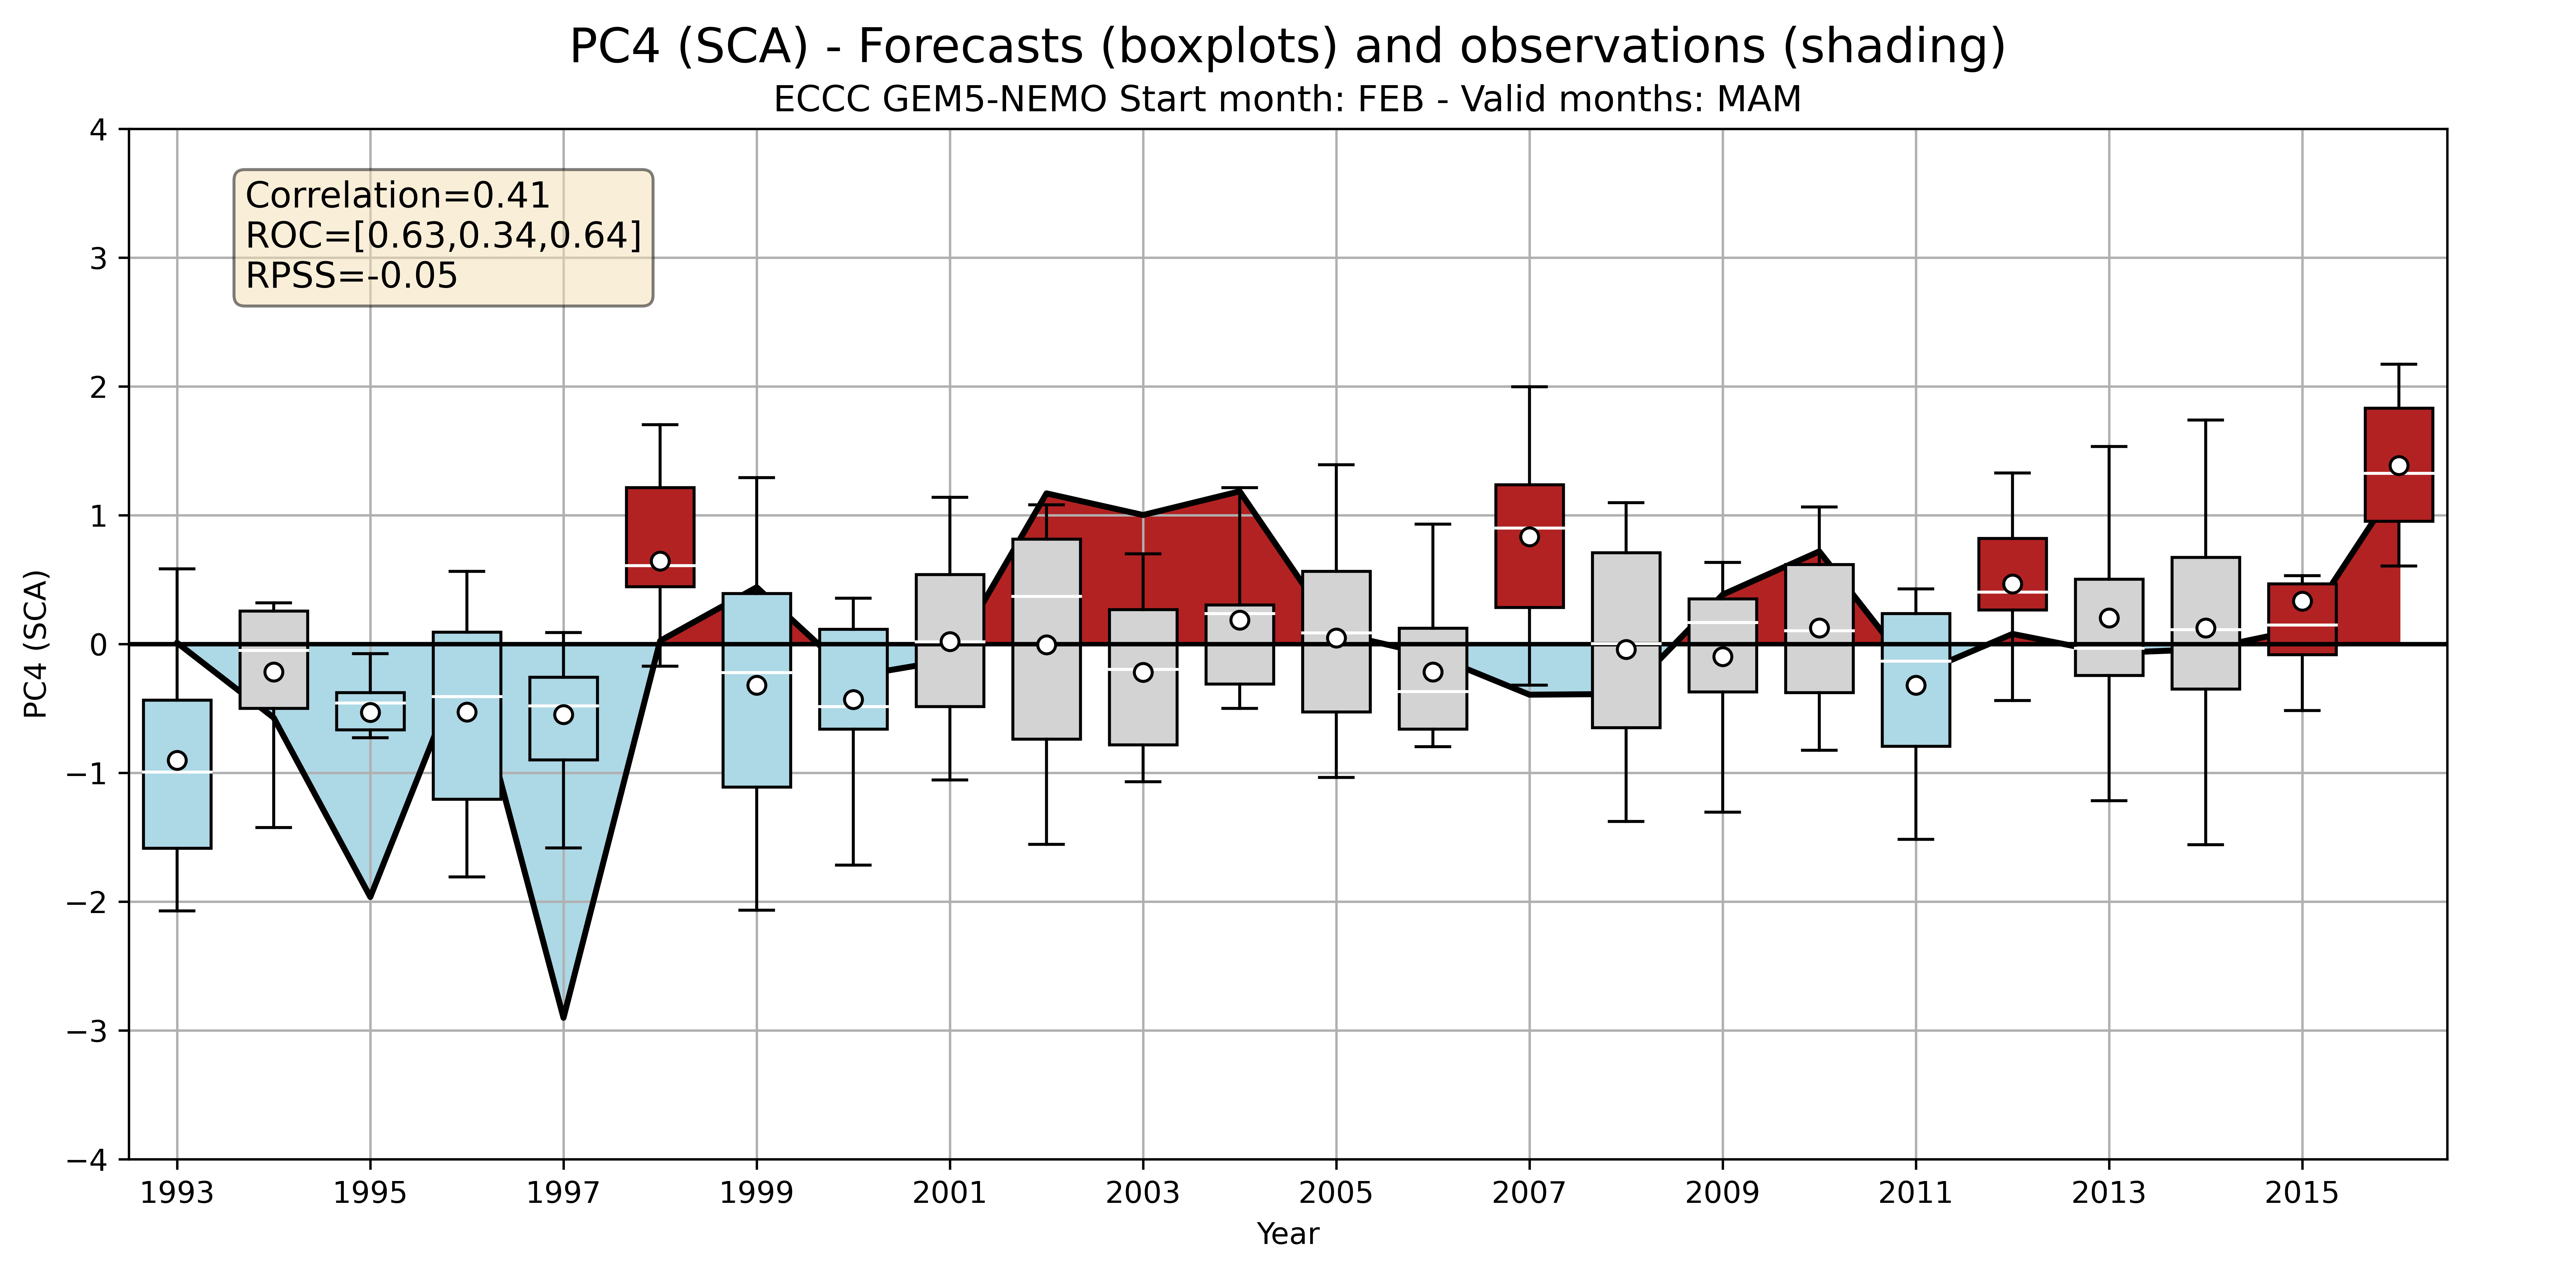 PC4 (SCA) - Forecasts (boxplots) and observations (shading)
ECCC GEM5-NEMO Start month: FEB - Valid months: MAM
Correlation=0.41
ROC=[0.63,0.34,0.64]
RPSS=-0.05
4
3
2
1
0
−1
−2
−3
−4
PC4 (SCA)
1993 1995 1997 1999 2001 2003 2005 2007 2009 2011 2013 2015
Year